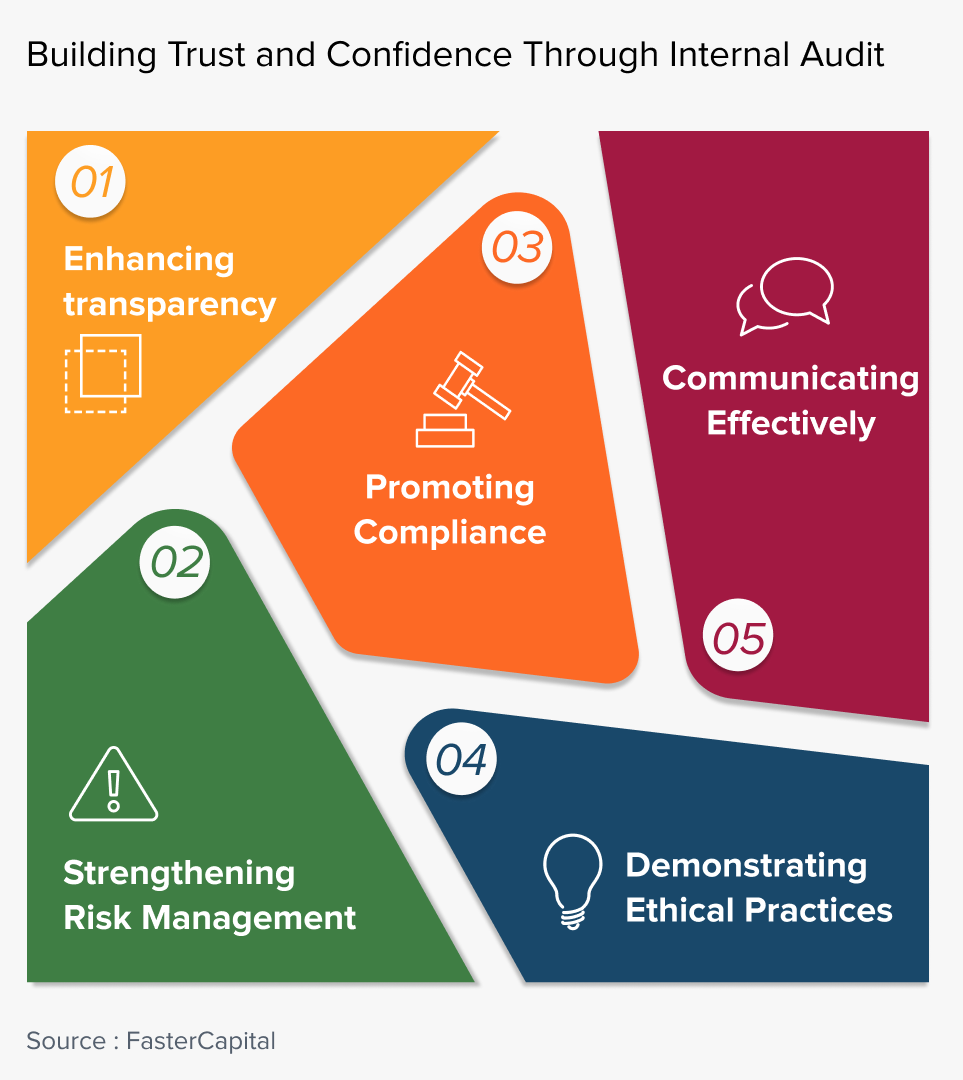 Building Trust and Confidence Through Internal Audit
01
Enhancing
transparency
02
Strengthening
Risk Management
03
Promoting
Compliance
04
Demonstrating
Ethical Practices
05
Communicating
Effectively
Source : FasterCapital